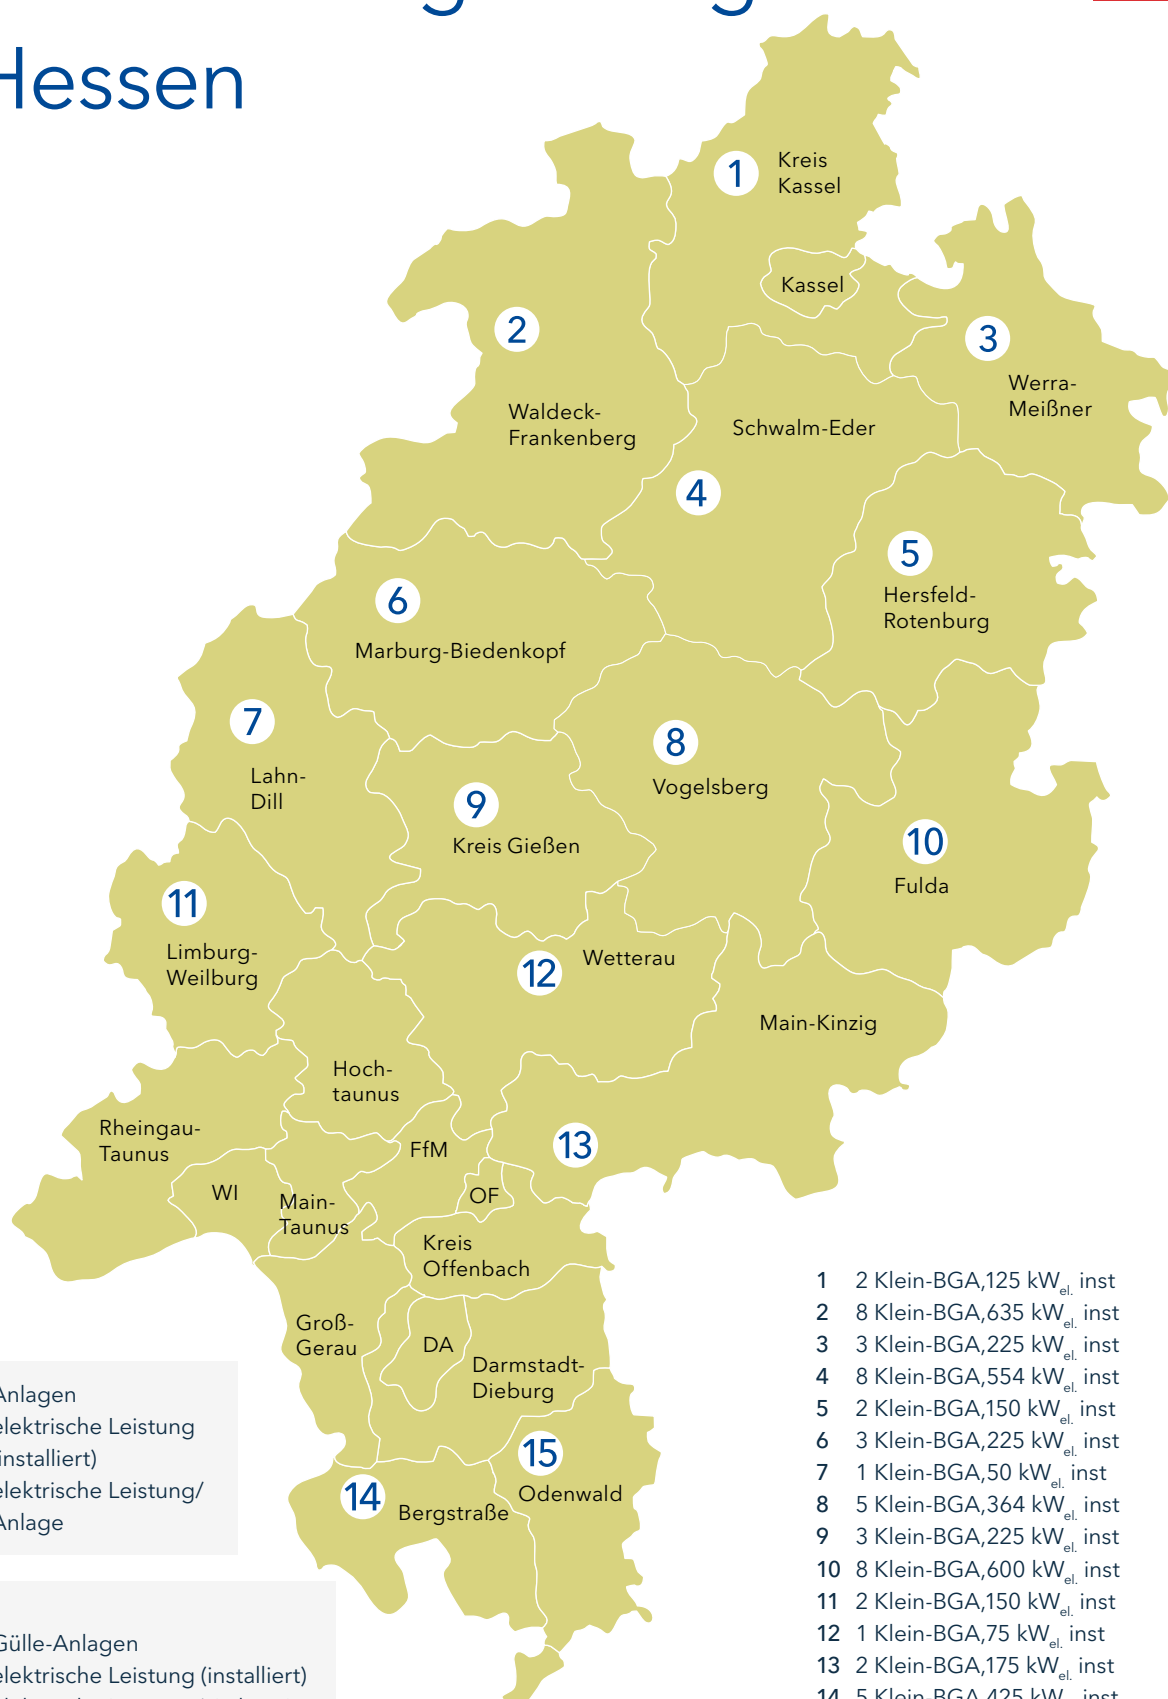 Hessen
1
Kreis
Kassel
Kassel
2
Waldeck-
Frankenberg
3
Werra-
Meißner
Schwalm-Eder
4
5
Hersfeld-
Rotenburg
6
Marburg-Biedenkopf
7
Lahn-
Dill
8
Vogelsberg
9
Kreis Gießen
10
Fulda
11
Limburg-
Weilburg
12
Wetterau
Main-Kinzig
Hoch-
taunus
Rheingau-
Taunus
FfM
13
WI
Main-
Taunus
OF
Kreis
Offenbach
Groß-
Gerau
DA
Darmstadt-
Dieburg
14
Bergstraße
15
Odenwald
Anlagen
elektrische Leistung
installiert)
elektrische Leistung/
Anlage
Gülle-Anlagen
elektrische Leistung (installiert)
1 2 Klein-BGA,125 kWel. inst
2 8 Klein-BGA,635 kWel. inst
3 3 Klein-BGA,225 kWel. inst
4 8 Klein-BGA,554 kWel. inst
5 2 Klein-BGA,150 kWel. inst
6 3 Klein-BGA,225 kWel. inst
7 1 Klein-BGA,50 kWel. inst
8 5 Klein-BGA,364 kWel. inst
9 3 Klein-BGA,225 kWel. inst
10 8 Klein-BGA,600 kWel. inst
11 2 Klein-BGA,150 kWel. inst
12 1 Klein-BGA,75 kWel. inst
13 2 Klein-BGA,175 kWel. inst
14 5 Klein-BGA,425 kW inst